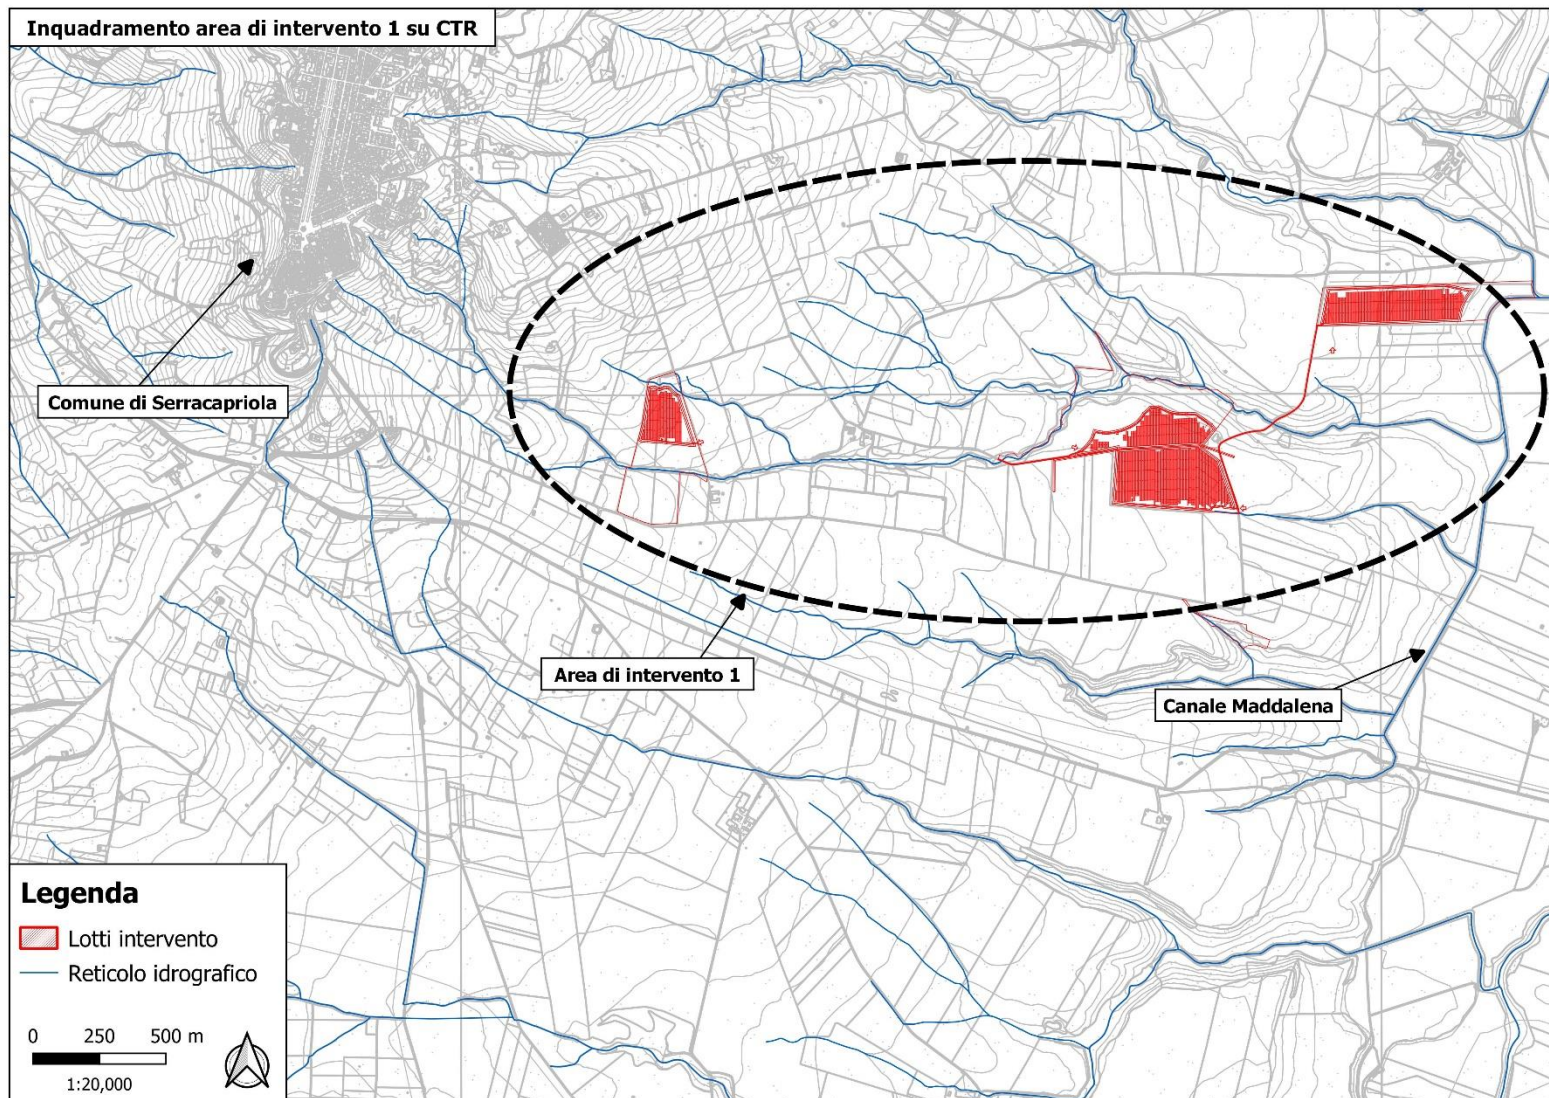 Inquadramento area di intervento 1 su CTR
Comune di Serracapriola
Area di intervento 1
Canale Maddalena
Legenda
Lotti intervento
Reticolo idrografico
0 250 500 m
1:20,000